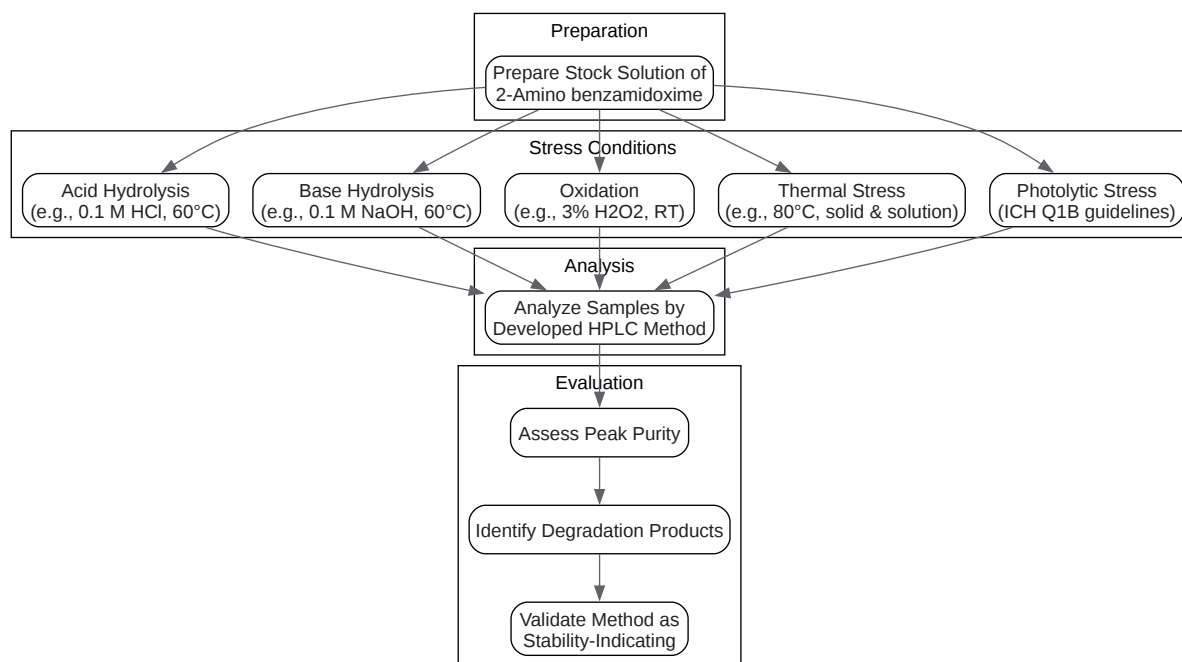 Preparation
Prepare Stock Solution of
2-Amino benzamidoxime
Stress Conditions
Acid Hydrolysis
(e.g., 0.1 M HCl, 60°C)
Base Hydrolysis
(e.g., 0.1 M NaOH, 60°C)
Oxidation
(e.g., 3% H2O2, RT)
Thermal Stress
(e.g., 80°C, solid & solution)
Photolytic Stress
(ICH Q1B guidelines)
Analysis
Analyze Samples by
Developed HPLC Method
Evaluation
Assess Peak Purity
Identify Degradation Products
Validate Method as
Stability-Indicating